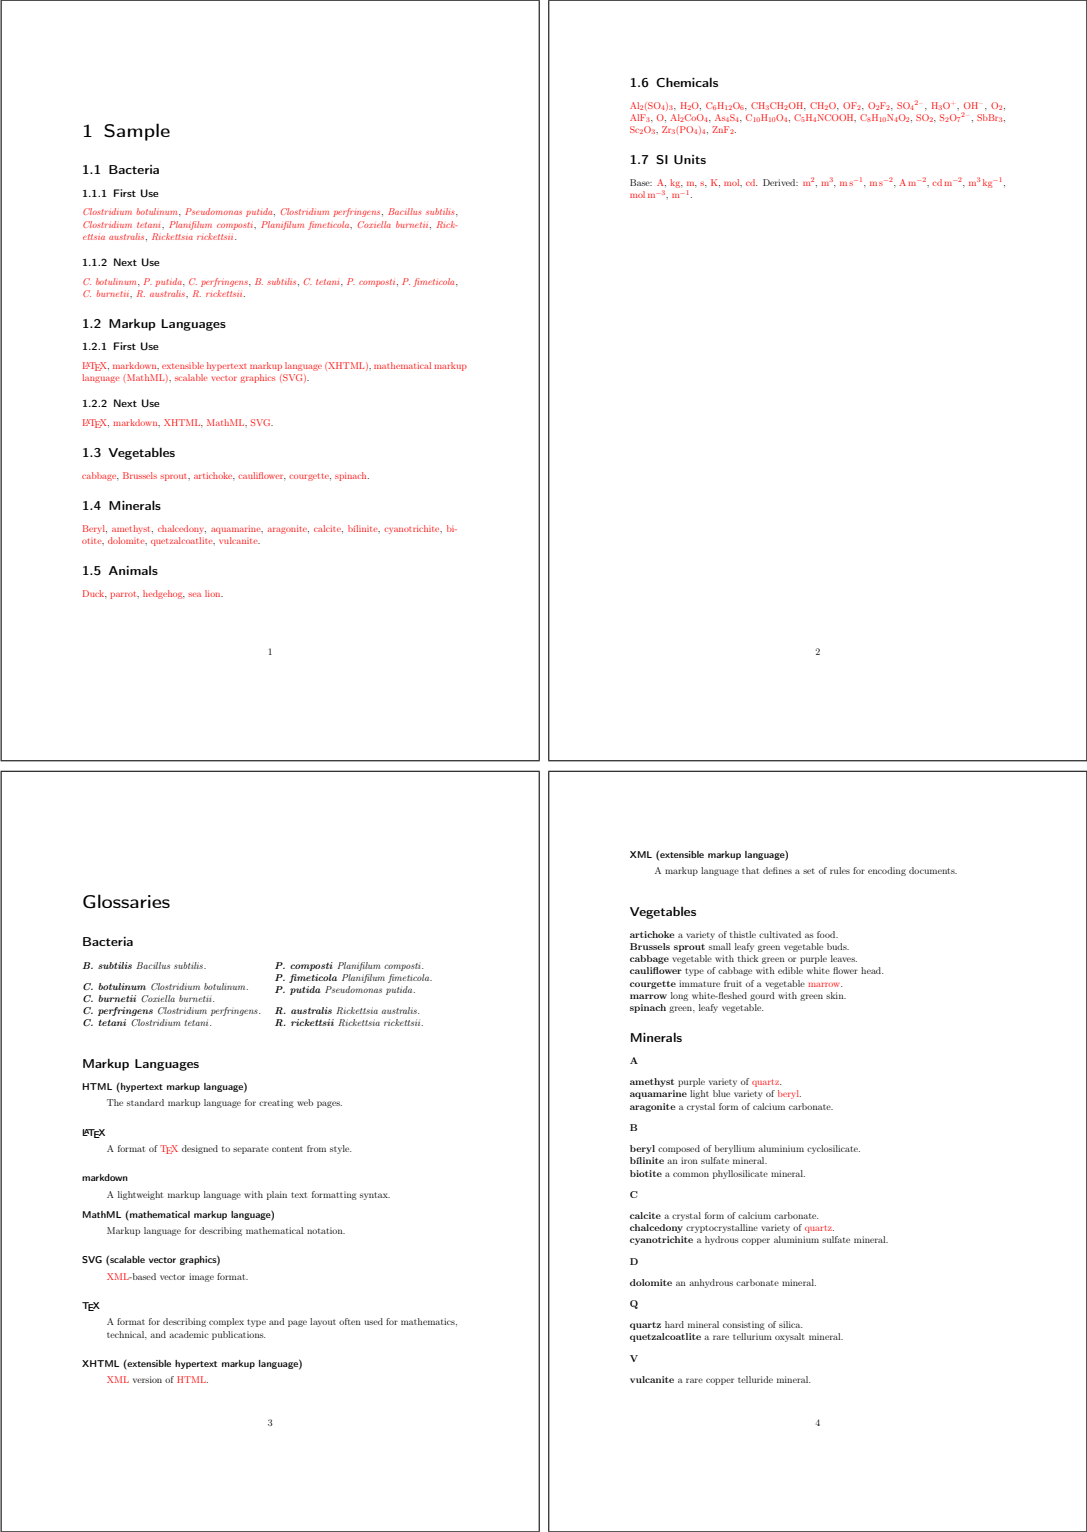 1 Sample
1.1 Bacteria
1.1.1 First Use
Clostridium botulinum, Pseudomonas putida, Clostridium perfringens, Bacillus subtilis,
Clostridium tetani, Planifilum composti, Planifilum fimeticola, Coxiella burnetii, Rick-
ettsia australis, Rickettsia rickettsii.
1.1.2 Next Use
C. botulinum, P. putida, C. perfringens, B. subtilis, C. tetani, P. composti, P. fimeticola,
C. burnetii, R. australis, R. rickettsii.
1.2 Markup Languages
1.2.1 First Use
LATEX, markdown, extensible hypertext markup language (XHTML), mathematical markup
language (MathML), scalable vector graphics (SVG).
1.2.2 Next Use
LATEX, markdown, XHTML, MathML, SVG.
1.3 Vegetables
cabbage, Brussels sprout, artichoke, cauliflower, courgette, spinach.
1.4 Minerals
Beryl, amethyst, chalcedony, aquamarine, aragonite, calcite, bílinite, cyanotrichite, bi-
otite, dolomite, quetzalcoatlite, vulcanite.
1.5 Animals
Duck, parrot, hedgehog, sea lion.
1
1.6 Chemicals
Al₂(SO₄)₃, H₂O, C₆H₁₂O₆, CH₃CH₂OH, CH₂O, OF₂, O₂F₂, SO₄²⁻, H₃O⁺, OH⁻, O₂,
AlF₃, O, Al₂CoO₄, As₄S₄, C₁₀H₁₀O₄, C₅H₄NCOOH, C₈H₁₀N₄O₂, SO₂, S₂O₇²⁻, SbBr₃,
Sc₂O₃, Zr₃(PO₄)₄, ZnF₂.
1.7 SI Units
Base: A, kg, m, s, K, mol, cd. Derived: m², m³, m s⁻¹, m s⁻², A m⁻², cd m⁻², m³ kg⁻¹,
mol m⁻³, m⁻¹.
2
Glossaries
Bacteria
B. subtilis Bacillus subtilis.
C. botulinum Clostridium botulinum.
C. burnetii Coxiella burnetii.
C. perfringens Clostridium perfringens.
C. tetani Clostridium tetani.
P. composti Planifilum composti.
P. fimeticola Planifilum fimeticola.
P. putida Pseudomonas putida.
R. australis Rickettsia australis.
R. rickettsii Rickettsia rickettsii.
Markup Languages
HTML (hypertext markup language)
The standard markup language for creating web pages.
LATEX
A format of TEX designed to separate content from style.
markdown
A lightweight markup language with plain text formatting syntax.
MathML (mathematical markup language)
Markup language for describing mathematical notation.
SVG (scalable vector graphics)
XML-based vector image format.
TEX
A format for describing complex type and page layout often used for mathematics,
technical, and academic publications.
XHTML (extensible hypertext markup language)
XML version of HTML.
3
XML (extensible markup language)
A markup language that defines a set of rules for encoding documents.
Vegetables
artichoke a variety of thistle cultivated as food.
Brussels sprout small leafy green vegetable buds.
cabbage vegetable with thick green or purple leaves.
cauliflower type of cabbage with edible white flower head.
courgette immature fruit of a vegetable marrow.
marrow long white-fleshed gourd with green skin.
spinach green, leafy vegetable.
Minerals
A
amethyst purple variety of quartz.
aquamarine light blue variety of beryl.
aragonite a crystal form of calcium carbonate.
B
beryl composed of beryllium aluminium cyclosilicate.
bílinite an iron sulfate mineral.
biotite a common phyllosilicate mineral.
C
calcite a crystal form of calcium carbonate.
chalcedony cryptocrystalline variety of quartz.
cyanotrichite a hydrous copper aluminium sulfate mineral.
D
dolomite an anhydrous carbonate mineral.
Q
quartz hard mineral consisting of silica.
quetzalcoatlite a rare tellurium oxysalt mineral.
V
vulcanite a rare copper telluride mineral.
4